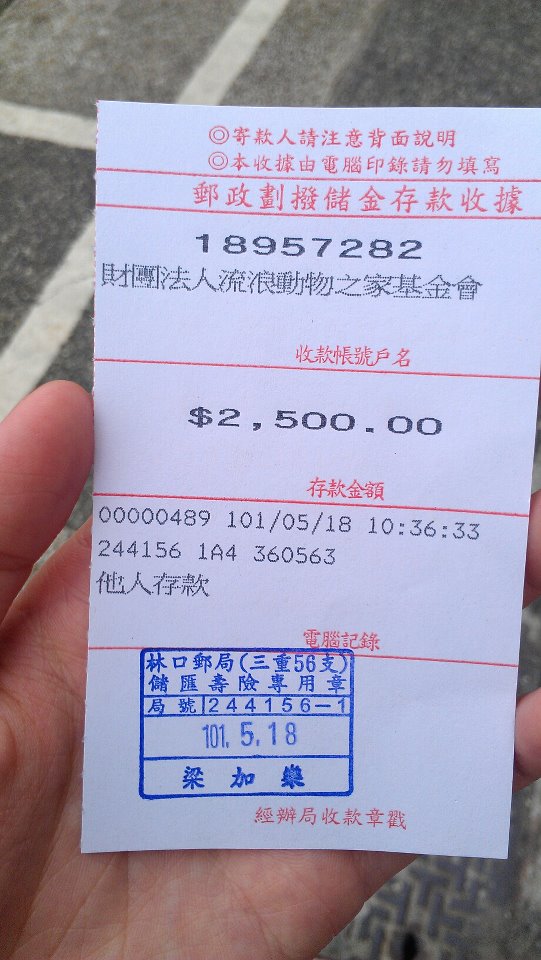 ◎寄款人請注意背面說明
◎本收據由電腦印錄請勿填寫
郵政劃撥儲金存款收據
18957282
財團法人流浪動物之家基金會
收款帳號戶名
$2,500.00
存款金額
00000489 101/05/18 10:36:33
244156 1A4 360563
他人存款
電腦記錄
林口郵局(三重56支)
儲匯壽險專用章
局號 244156-1
101. 5. 18
梁加樂
經辦局收款章戳